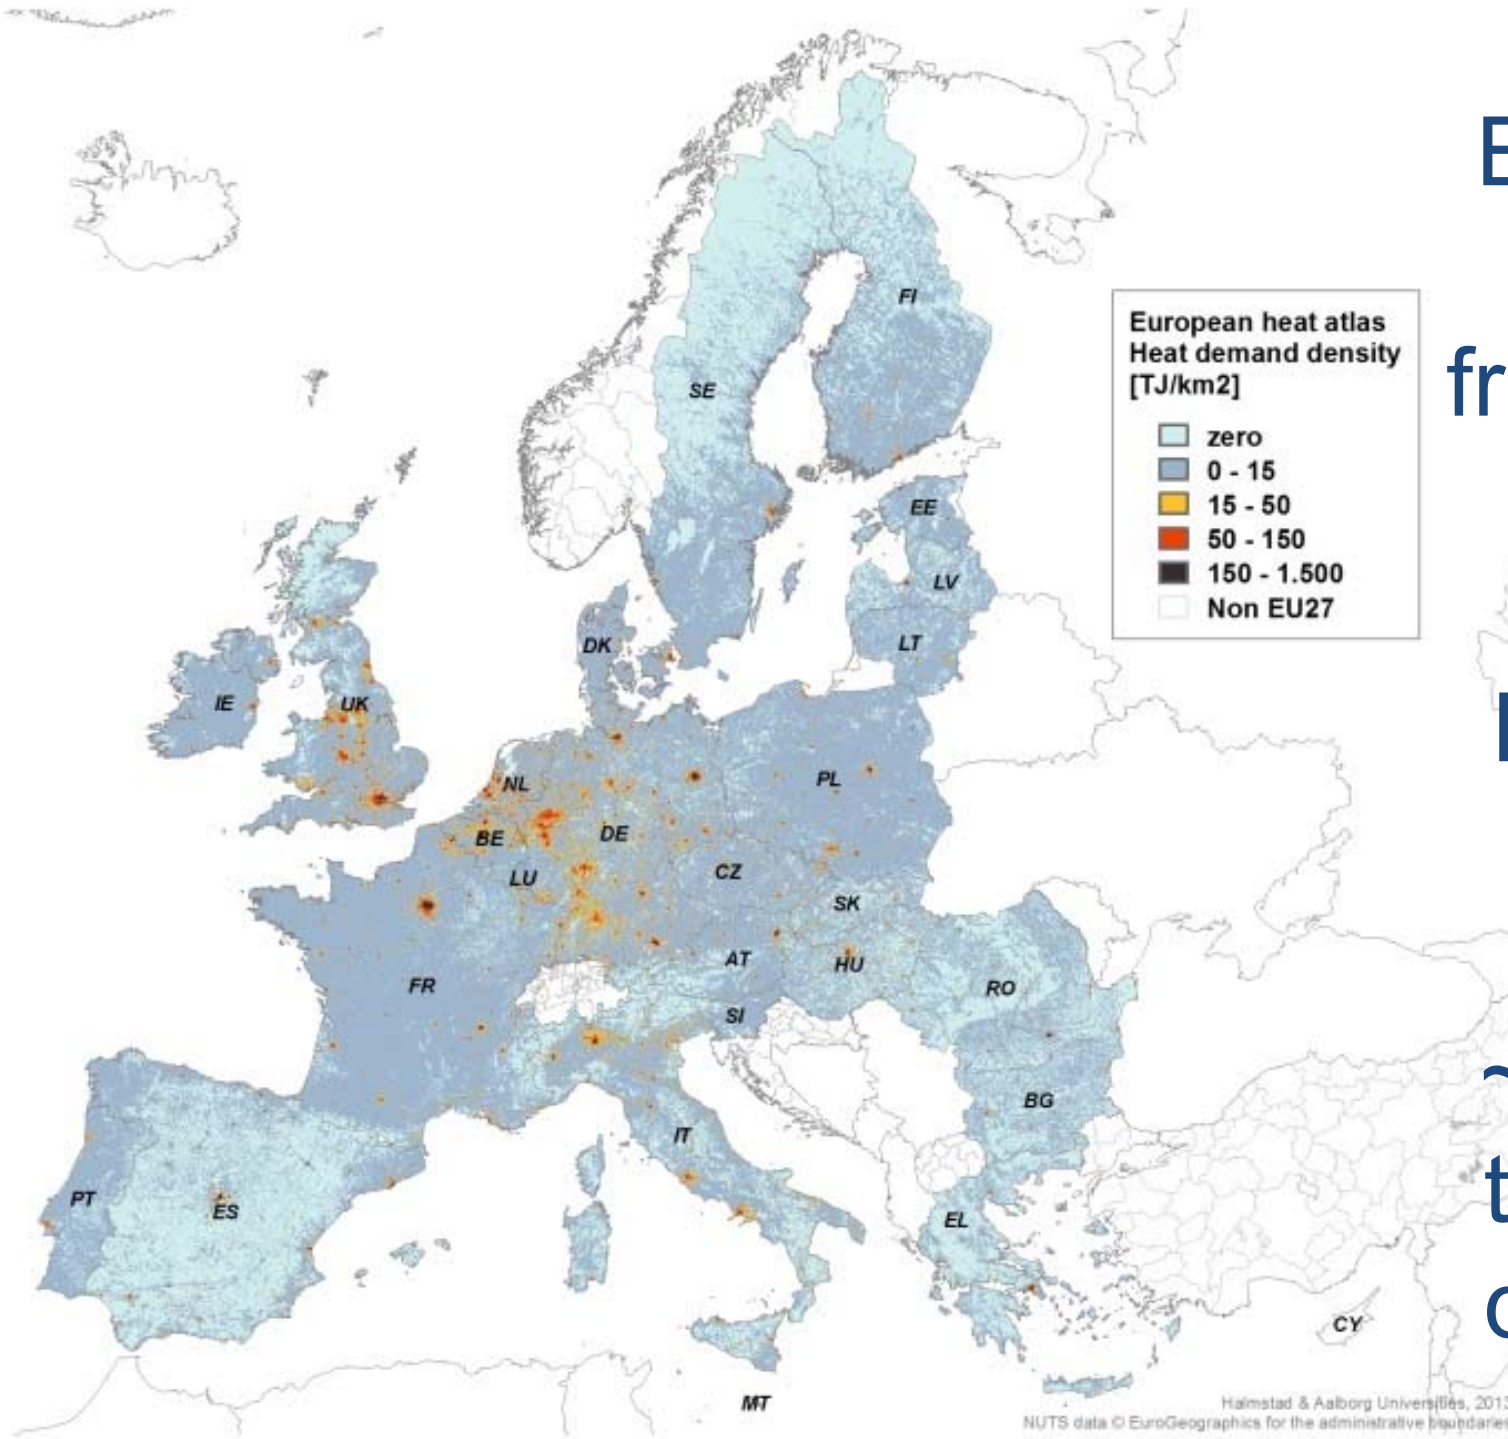 European heat atlas
Heat demand density
[TJ/km2]
zero
0 - 15
15 - 50
50 - 150
150 - 1.500
Non EU27
FI
SE
EE
LV
LT
DK
IE
UK
NL
PL
BE
DE
LU
CZ
SK
AT
HU
FR
RO
SI
BG
IT
PT
ES
EL
CY
MT
Halmstad & Aalborg Universities, 2013
NUTS data © EuroGeographics for the administrative boundaries
fr
~
t